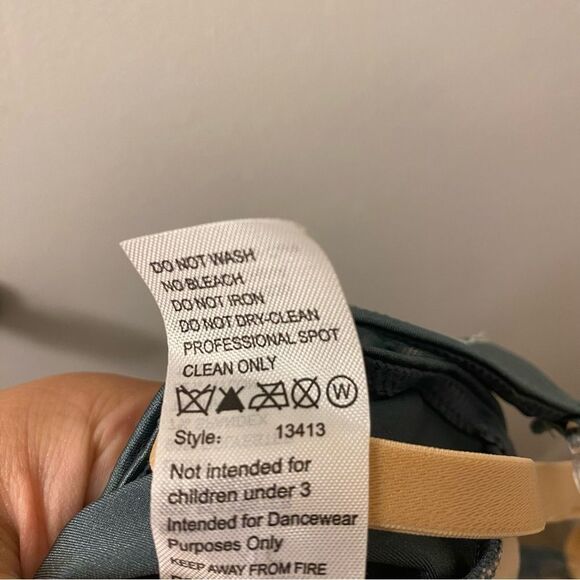 DO NOT WASH
NO BLEACH
DO NOT IRON
DO NOT DRY-CLEAN
PROFESSIONAL SPOT
CLEAN ONLY
W
Style: 13413
Not intended for
children under 3
Intended for Dancewear
Purposes Only
KEEP AWAY FROM FIRE